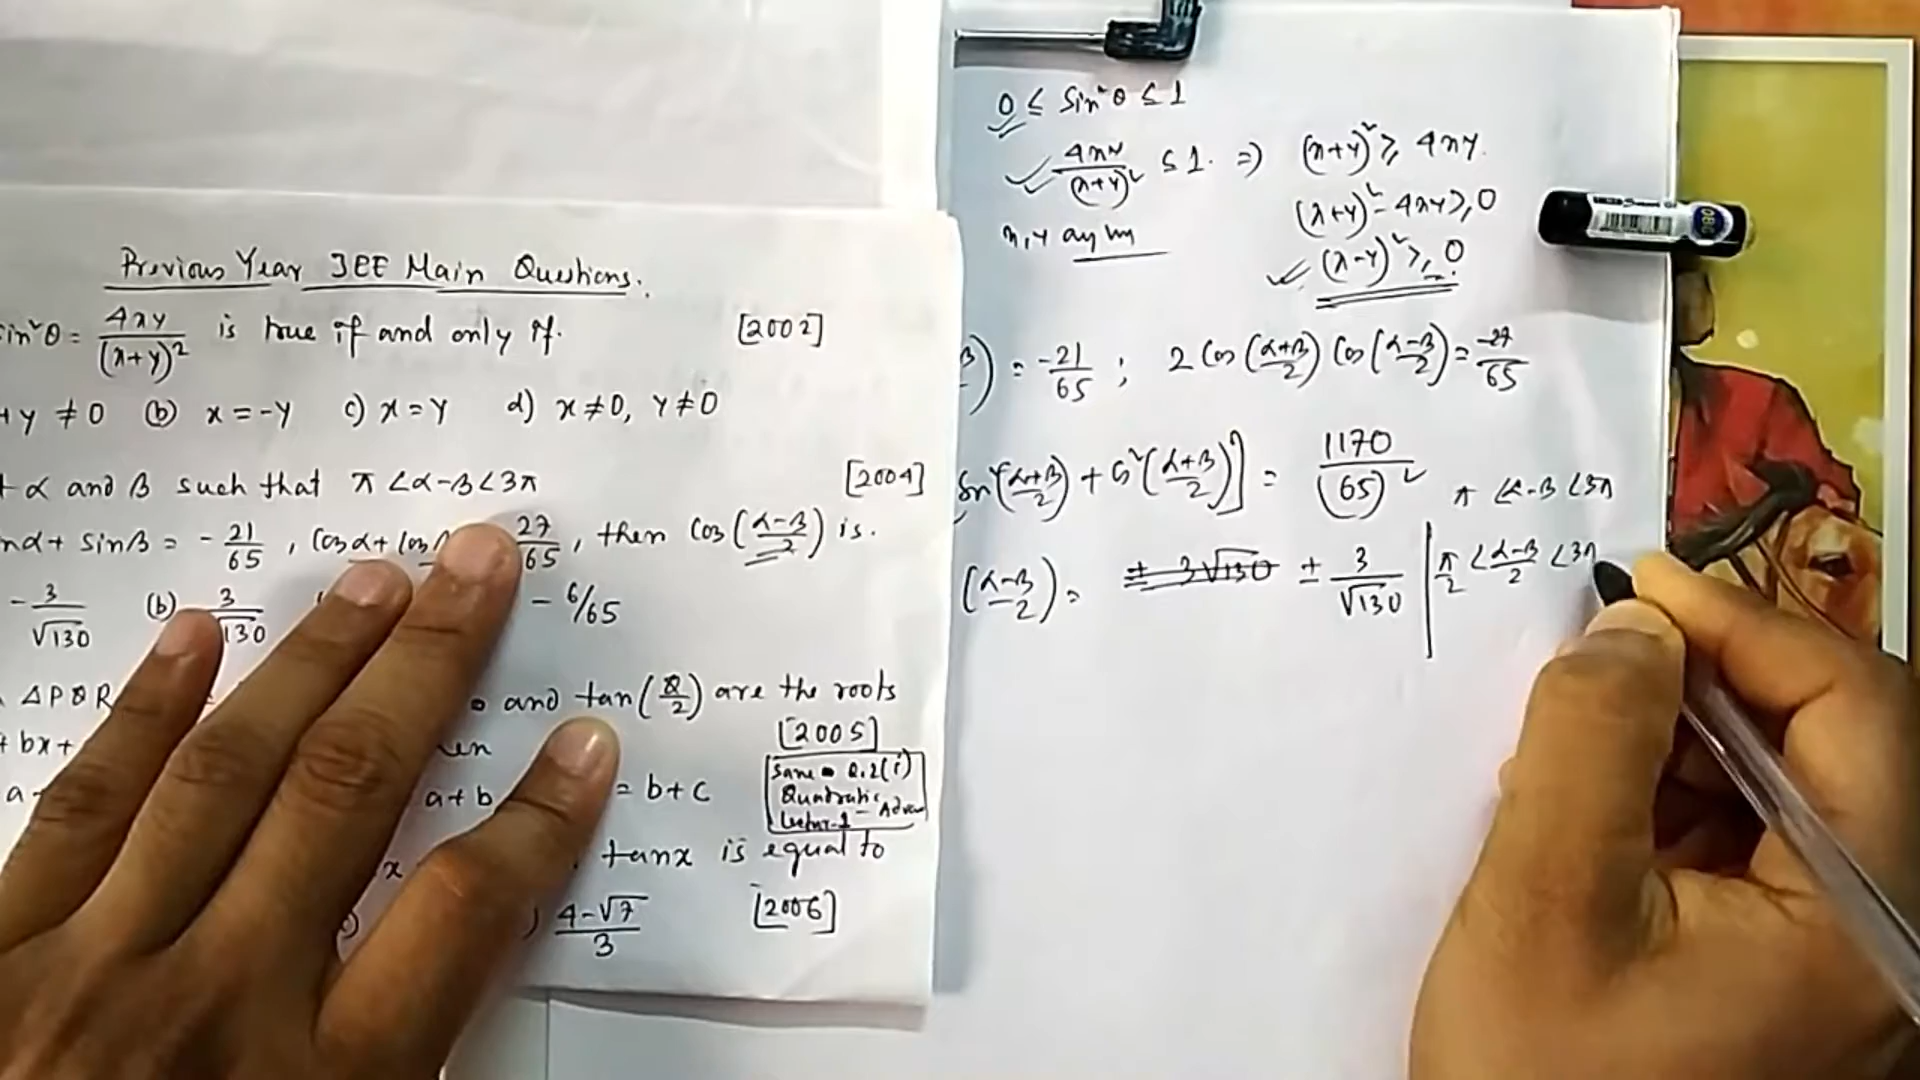 Previous Year JEE Main Questions.
in²θ = 4xy/(x+y)² is true if and only if. [2002]
+y ≠ 0 (b) x = -y c) x = y d) x ≠ 0, y ≠ 0
α and β such that π < α-β < 3π [2004]
nα + sinβ = -21/65, cosα + cos 27/65, then cos(α-β/2) is.
-3/√130 (b) 3/130 - 6/65
ΔPQR and tan(Q/2) are the roots
+ bx + en [2005]
a a+b = b+c
Same Q.2(i)
Quadratic
Lecture-1 - Advan
x tanx is equal to
4-√7/3 [2006]
0 ≤ sin²θ ≤ 1
4xy/(x+y)² ≤ 1. ⇒ (x+y)² ≥ 4xy.
(x+y)² - 4xy ≥ 0
x, y
(x-y)² ≥ 0
β) = -21/65 ; 2 cos(α+β/2) cos(α-β/2) = -27/65
sin²(α+β/2) + cos²(α+β/2)] = 1170/(65)²
π < α-β < 3π
(α-β/2) = ± 3√130 ± 3/√130 | π/2 < α-β/2 < 3π